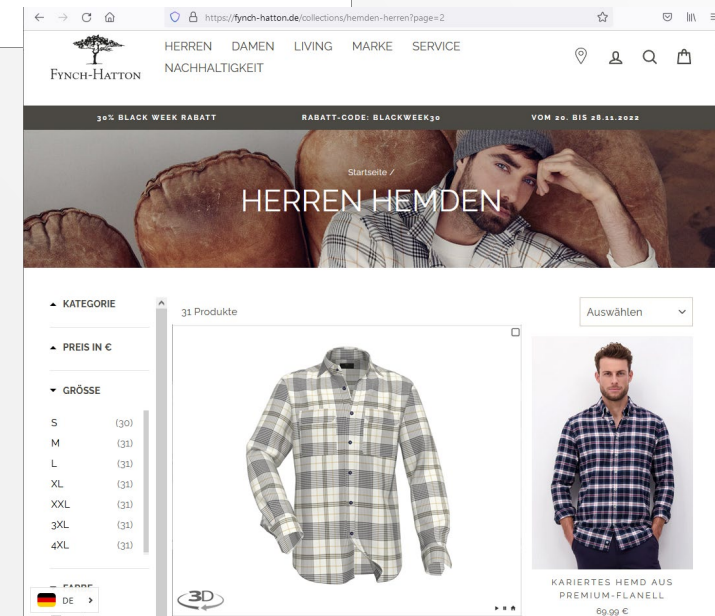 https://fynch-hatton.de/collections/hemden-herren?page=2
FYNCH-HATTON
HERREN DAMEN LIVING MARKE SERVICE
NACHHALTIGKEIT
30% BLACK WEEK RABATT RABATT-CODE: BLACKWEEK30 VOM 20. BIS 28.11.2022
Startseite /
HERREN HEMDEN
KATEGORIE
31 Produkte
Auswählen
PREIS IN €
GRÖSSE
S (30)
M (31)
L (31)
XL (31)
XXL (31)
3XL (31)
4XL (31)
DE
3D
KARIERTES HEMD AUS
PREMIUM-FLANELL
69,99 €